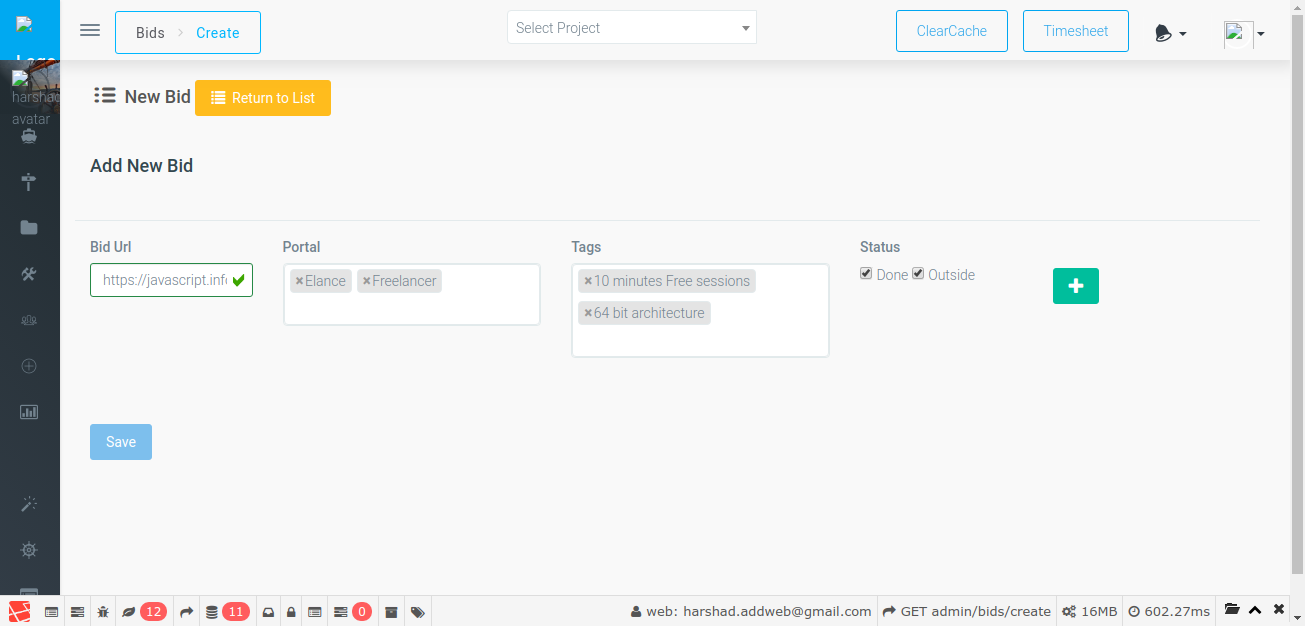 Bids > Create
Select Project
ClearCache
Timesheet
harshad
avatar
New Bid
Return to List
Add New Bid
Bid Url
Portal
Tags
Status
https://javascript.inf
×Elance ×Freelancer
×10 minutes Free sessions
×64 bit architecture
Done Outside
Save
12
11
0
web: harshad.addweb@gmail.com
GET admin/bids/create
16MB
602.27ms